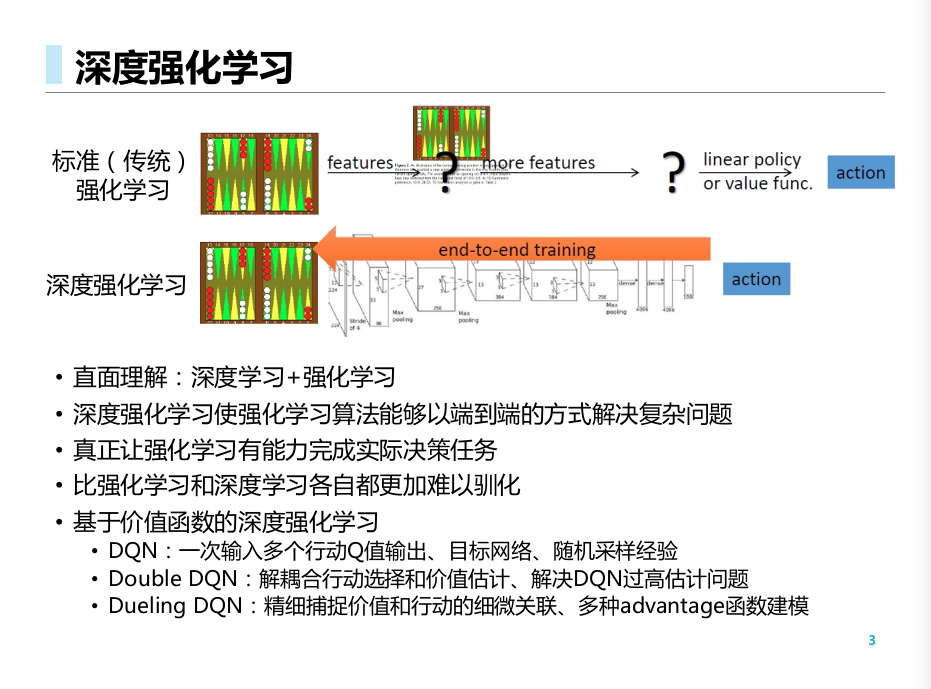 深度强化学习
标准（传统）
强化学习
features
?
more features
?
linear policy
or value func.
action
深度强化学习
end-to-end training
Stride
of 4
96
Max
pooling
256
Max
pooling
13
384
13
384
13
256
Max
pooling
dense
4096
dense
4096
1000
action
• 直面理解：深度学习+强化学习
• 深度强化学习使强化学习算法能够以端到端的方式解决复杂问题
• 真正让强化学习有能力完成实际决策任务
• 比强化学习和深度学习各自都更加难以驯化
• 基于价值函数的深度强化学习
• DQN：一次输入多个行动Q值输出、目标网络、随机采样经验
• Double DQN：解耦合行动选择和价值估计、解决DQN过高估计问题
• Dueling DQN：精细捕捉价值和行动的细微关联、多种advantage函数建模
3